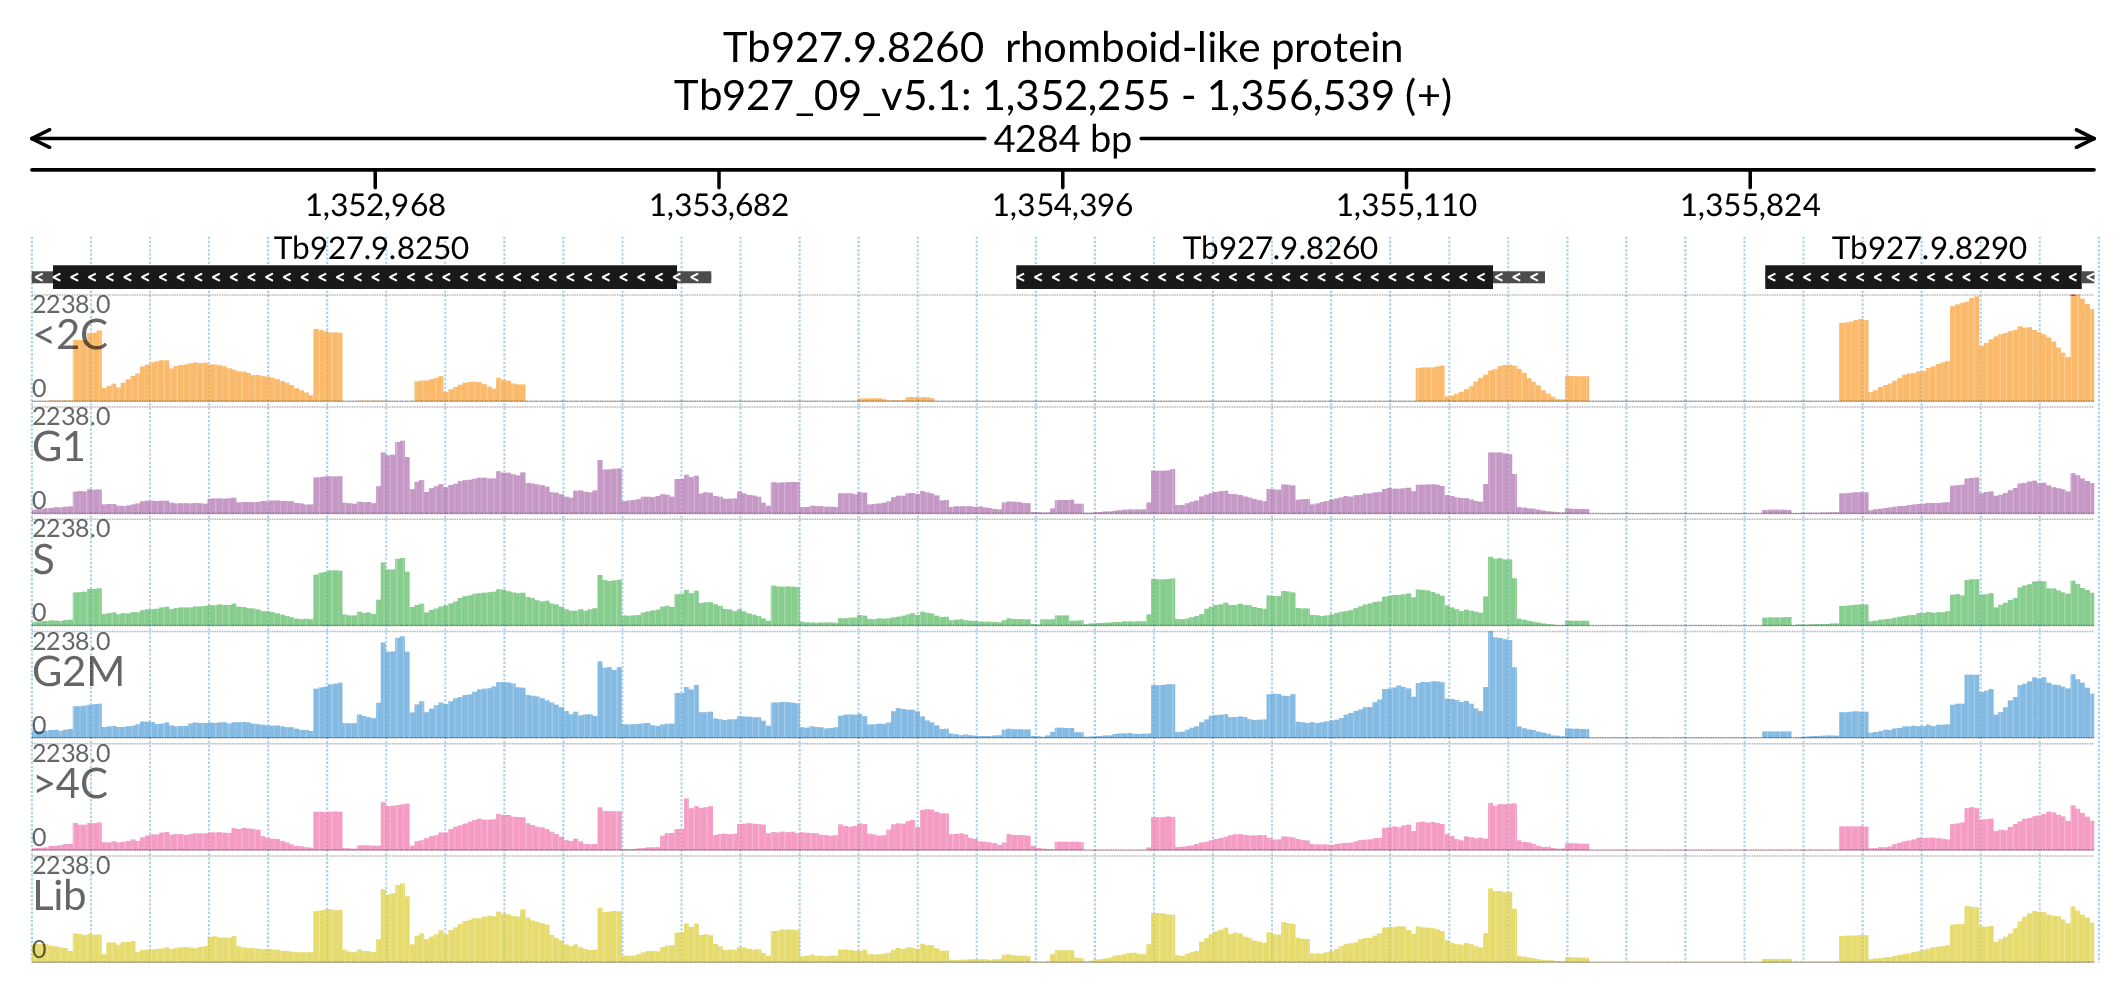 Tb927.9.8260 rhomboid-like protein
Tb927_09_v5.1: 1,352,255 - 1,356,539 (+)
4284 bp
1,352,968 1,353,682 1,354,396 1,355,110 1,355,824
Tb927.9.8250 Tb927.9.8260 Tb927.9.8290
2238.0
<2C
0
2238.0
G1
0
2238.0
S
0
2238.0
G2M
0
2238.0
>4C
0
2238.0
Lib
0